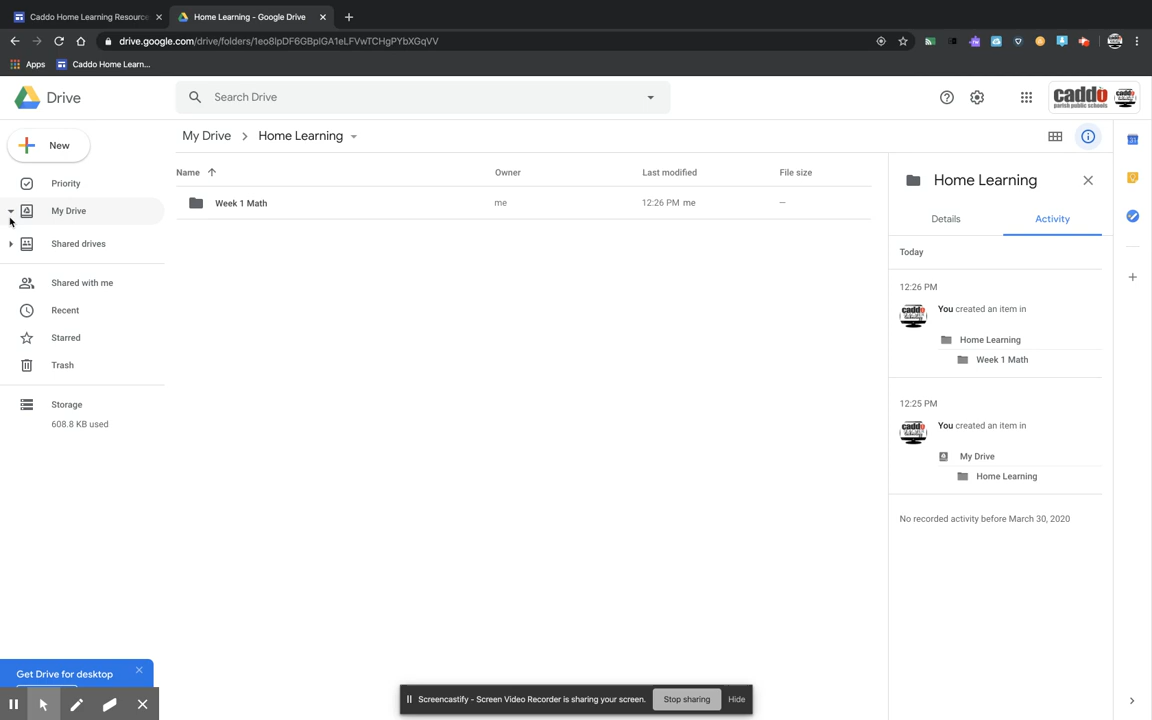 Caddo Home Learning Resource
Home Learning - Google Drive
drive.google.com/drive/folders/1eo8lpDF6GBplGA1eLFVwTCHgPYbXGqVV
Apps
Caddo Home Learn...
Drive
Search Drive
caddo
parish public schools
New
My Drive > Home Learning
Priority
My Drive
Shared drives
Shared with me
Recent
Starred
Trash
Storage
608.8 KB used
Name Owner Last modified File size
Week 1 Math me 12:26 PM me –
Home Learning
Details Activity
Today
12:26 PM
caddo
You created an item in
Home Learning
Week 1 Math
12:25 PM
caddo
You created an item in
My Drive
Home Learning
No recorded activity before March 30, 2020
31
Get Drive for desktop
Screencastify - Screen Video Recorder is sharing your screen.
Stop sharing
Hide